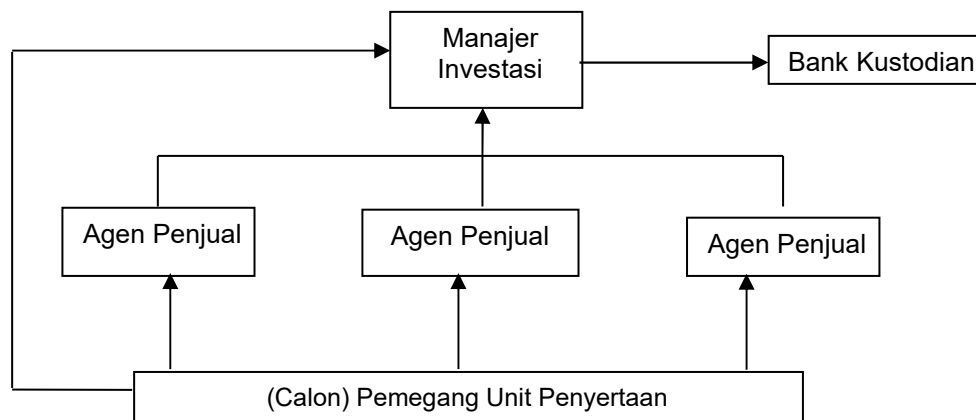 Manajer
Investasi
Bank Kustodian
Agen Penjual
Agen Penjual
Agen Penjual
(Calon) Pemegang Unit Penyertaan